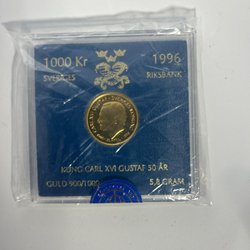 1000 Kr 1996
SVERIGES RIKSBANK
KUNG CARL XVI GUSTAF 50 ÅR
GULD 900/1000 5,8 GRAM